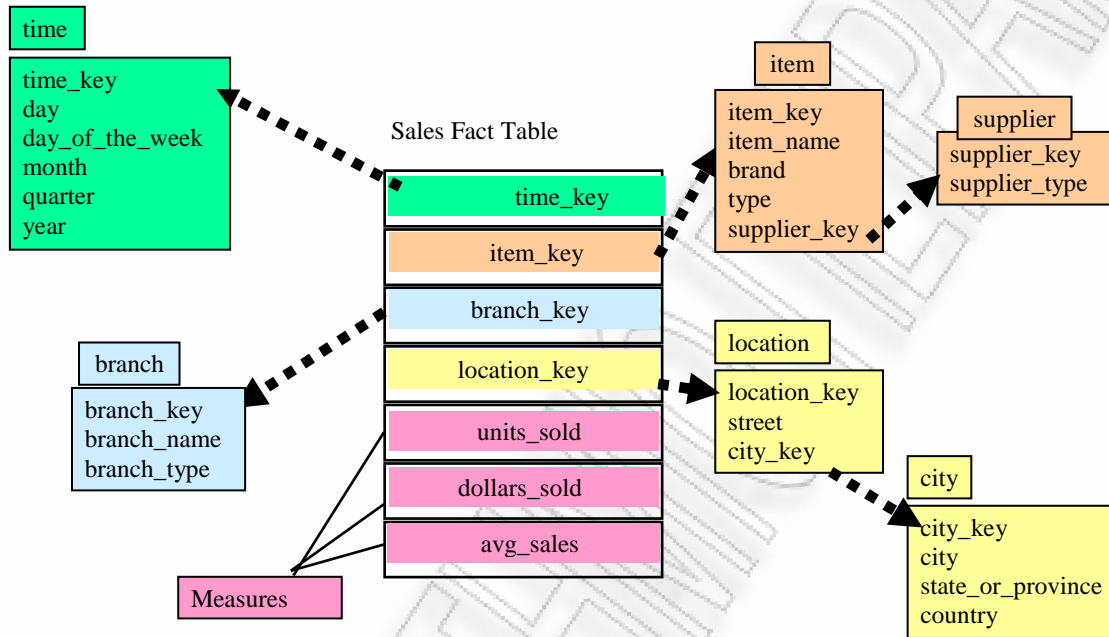 time
time_key
day
day_of_the_week
month
quarter
year
Sales Fact Table
time_key
item_key
branch_key
location_key
units_sold
dollars_sold
avg_sales
Measures
branch
branch_key
branch_name
branch_type
item
item_key
item_name
brand
type
supplier_key
supplier
supplier_key
supplier_type
location
location_key
street
city_key
city
city_key
city
state_or_province
country